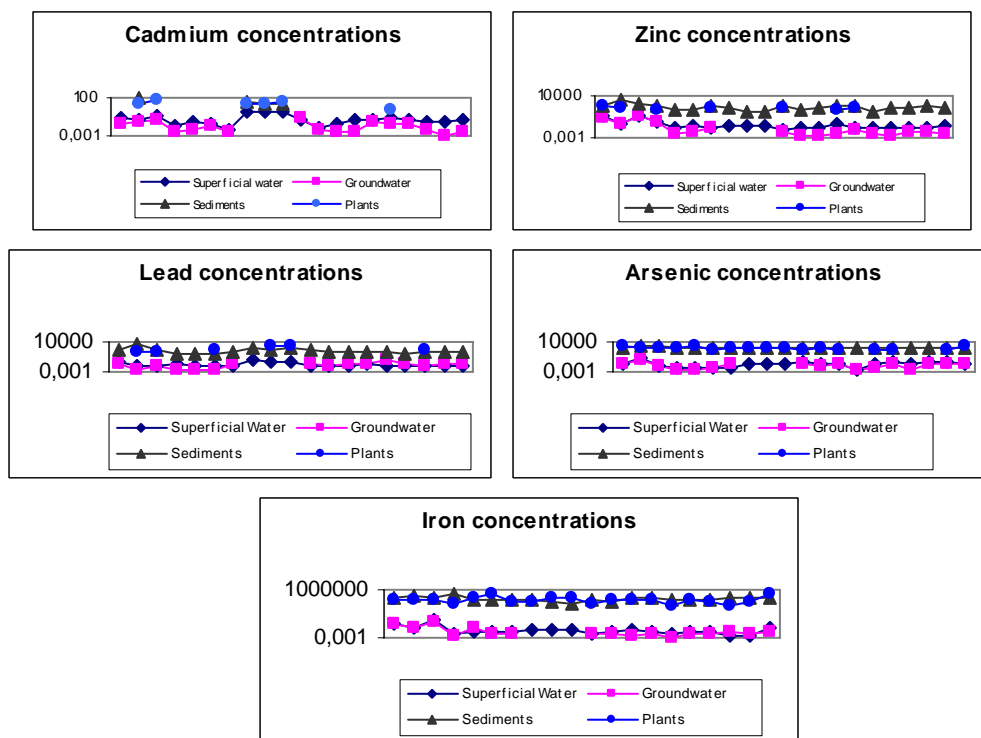 Cadmium concentrations
100
0,001
Superficial water
Groundwater
Sediments
Plants
Zinc concentrations
10000
0,001
Superficial water
Groundwater
Sediments
Plants
Lead concentrations
10000
0,001
Superficial Water
Groundwater
Sediments
Plants
Arsenic concentrations
10000
0,001
Superficial Water
Groundwater
Sediments
Plants
Iron concentrations
1000000
0,001
Superficial Water
Groundwater
Sediments
Plants